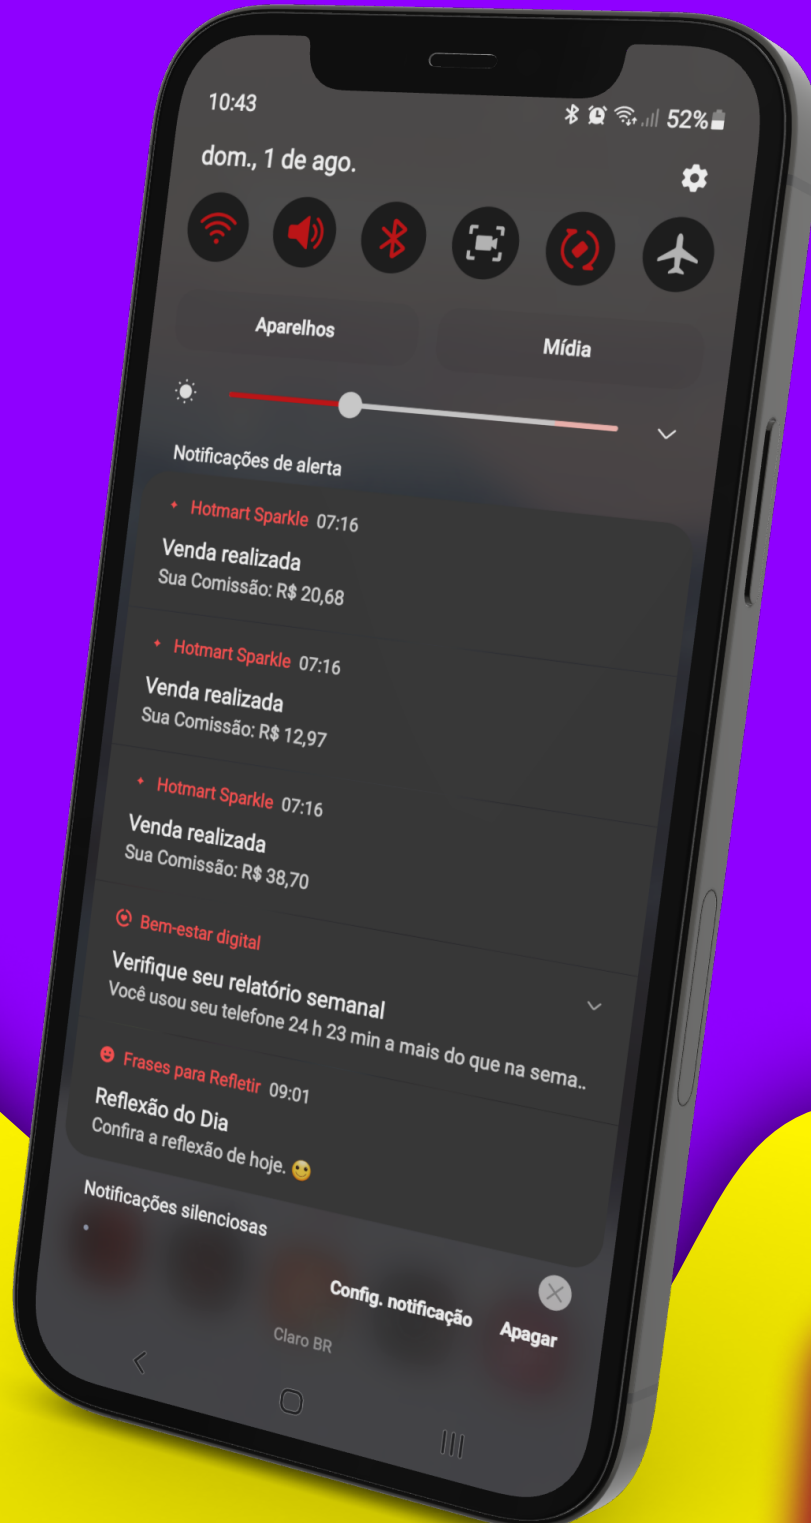 10:43
52%
dom., 1 de ago.
Aparelhos
Mídia
Notificações de alerta
Hotmart Sparkle 07:16
Venda realizada
Sua Comissão: R$ 20,68
Hotmart Sparkle 07:16
Venda realizada
Sua Comissão: R$ 12,97
Hotmart Sparkle 07:16
Venda realizada
Sua Comissão: R$ 38,70
Bem-estar digital
Verifique seu relatório semanal
Você usou seu telefone 24 h 23 min a mais do que na sema..
Frases para Refletir 09:01
Reflexão do Dia
Confira a reflexão de hoje. 🙂
Notificações silenciosas
Config. notificação
Apagar
Claro BR